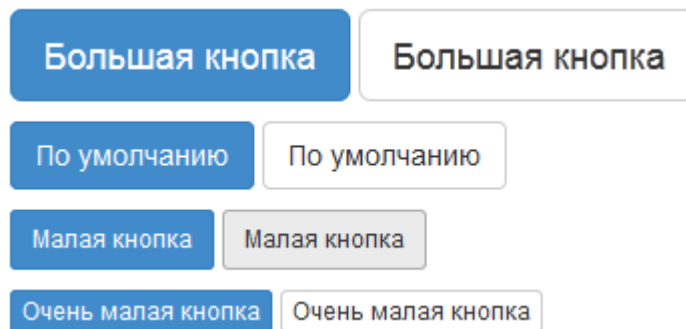 Большая кнопка Большая кнопка
По умолчанию По умолчанию
Малая кнопка Малая кнопка
Очень малая кнопка Очень малая кнопка